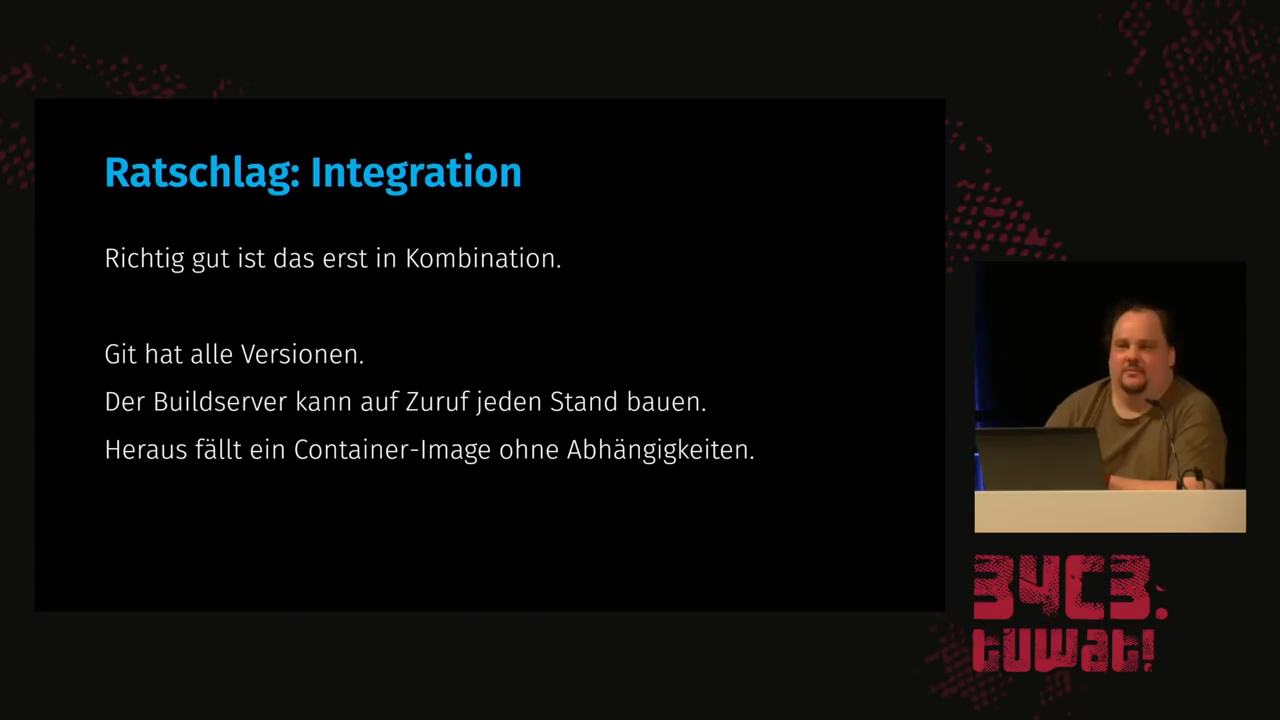 Ratschlag: Integration
Richtig gut ist das erst in Kombination.
Git hat alle Versionen.
Der Buildserver kann auf Zuruf jeden Stand bauen.
Heraus fällt ein Container-Image ohne Abhängigkeiten.
34C3.
tuwat!